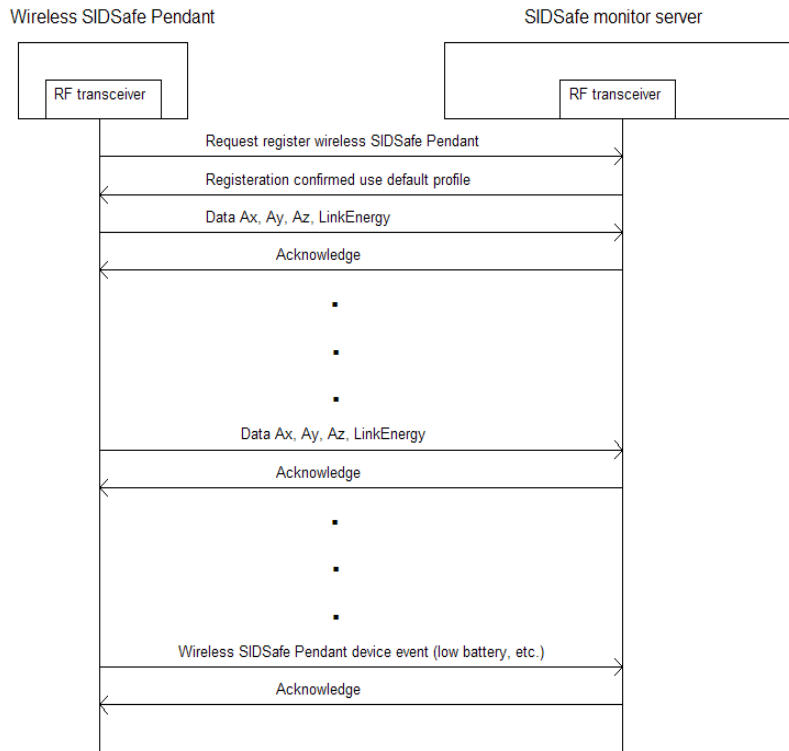 Wireless SIDSafe Pendant
SIDSafe monitor server
RF transceiver
RF transceiver
Request register wireless SIDSafe Pendant
Registeration confirmed use default profile
Data Ax, Ay, Az, LinkEnergy
Acknowledge
Data Ax, Ay, Az, LinkEnergy
Acknowledge
Wireless SIDSafe Pendant device event (low battery, etc.)
Acknowledge